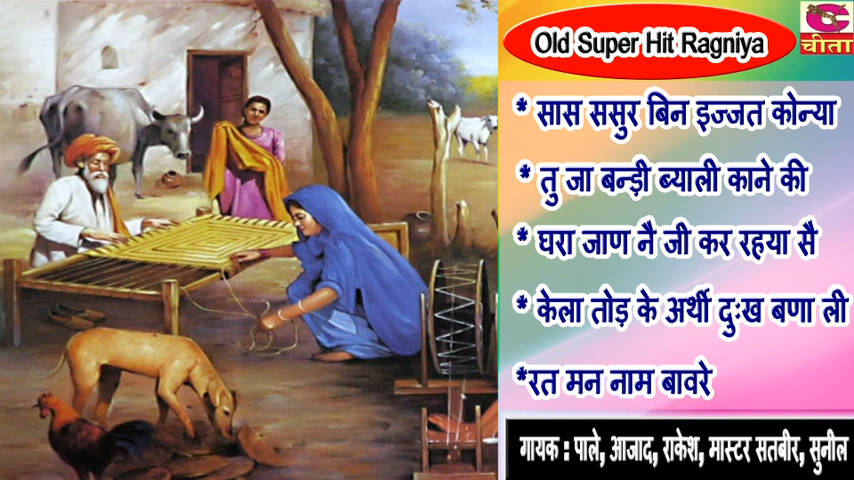 Old Super Hit Ragniya
C
चीता
* सास ससुर बिन इज्जत कोन्या
* तु जा बन्ड़ी ब्याली काने की
* घरा जाण नै जी कर रहया सै
* केला तोड़ के अर्थी दुःख बणा ली
*रत मन नाम बावरे
गायक : पाले, आजाद, राकेश, मास्टर सतबीर, सुनील